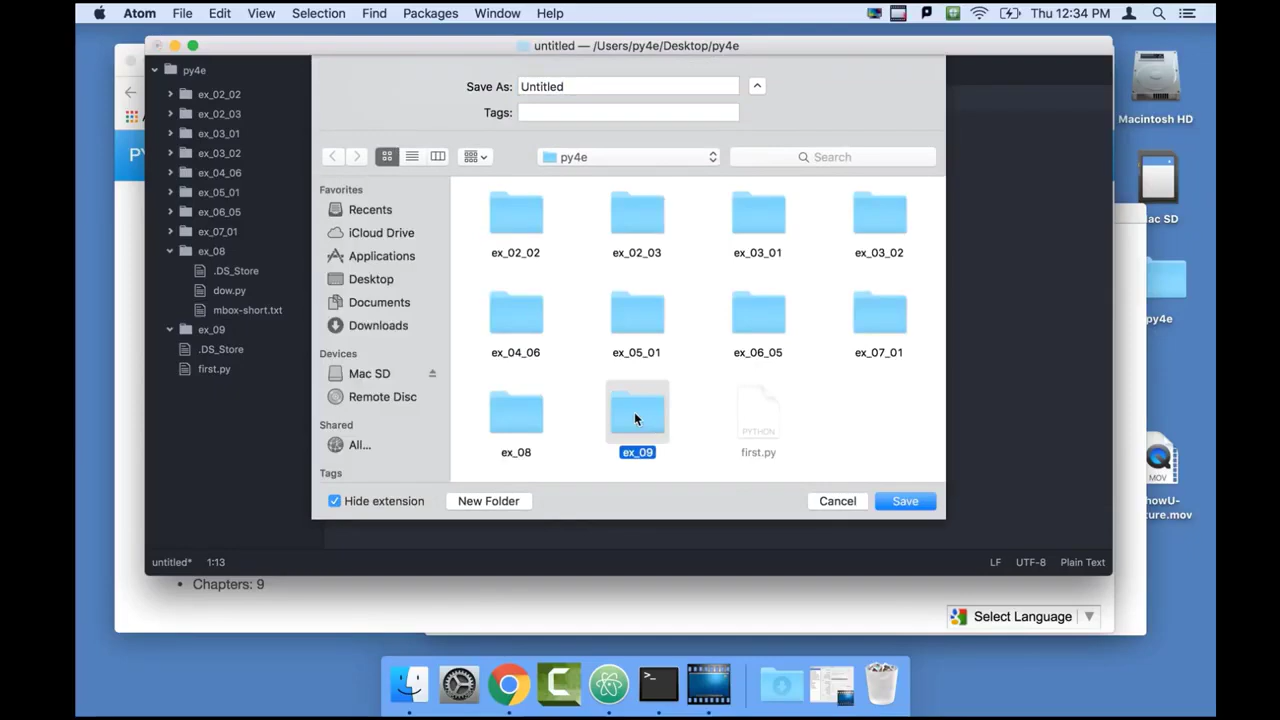 Atom File Edit View Selection Find Packages Window Help Thu 12:34 PM
untitled — /Users/py4e/Desktop/py4e
py4e
ex_02_02
ex_02_03
ex_03_01
ex_03_02
ex_04_06
ex_05_01
ex_06_05
ex_07_01
ex_08
.DS_Store
dow.py
mbox-short.txt
ex_09
.DS_Store
first.py
Save As: Untitled
Tags:
py4e
Search
Favorites
Recents
iCloud Drive
Applications
Desktop
Documents
Downloads
Devices
Mac SD
Remote Disc
Shared
All...
Tags
ex_02_02 ex_02_03 ex_03_01 ex_03_02
ex_04_06 ex_05_01 ex_06_05 ex_07_01
PYTHON
ex_08 ex_09 first.py
Hide extension New Folder Cancel Save
untitled* 1:13 LF UTF-8 Plain Text
Chapters: 9
Select Language
Macintosh HD
ac SD
py4e
MOV
howU-
ture.mov